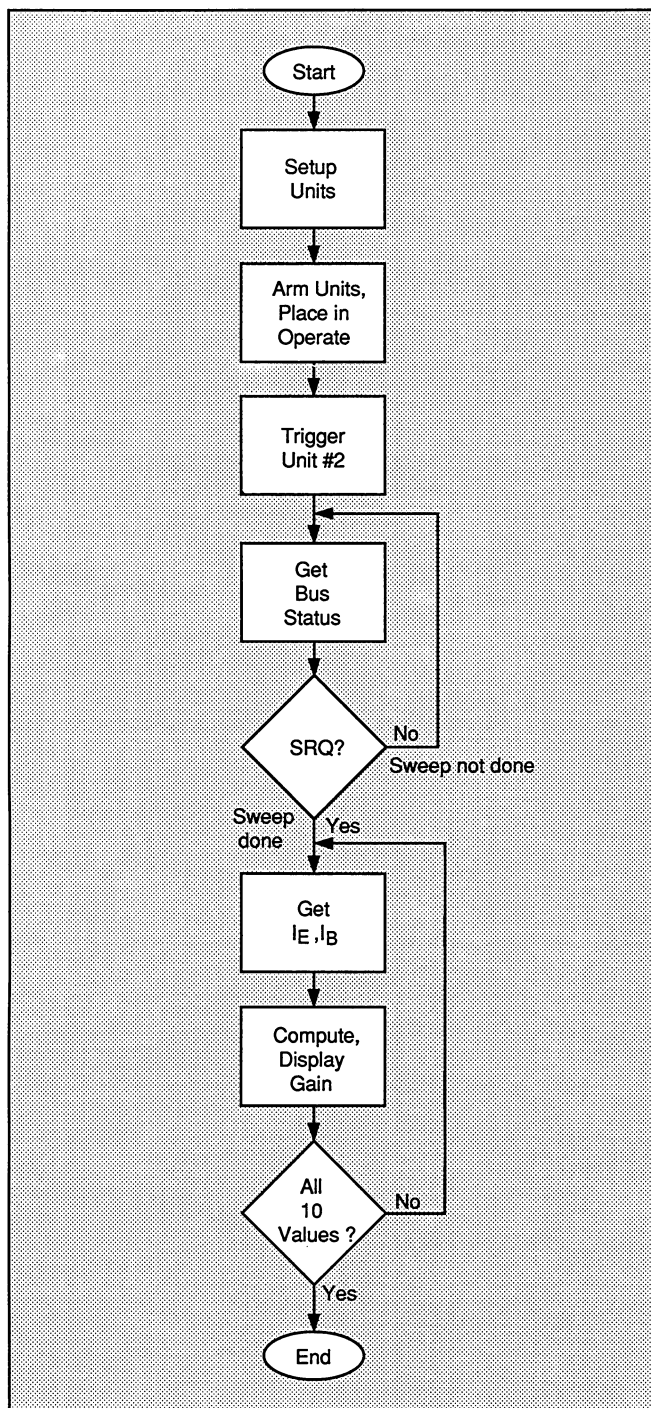 Start
Setup
Units
Arm Units,
Place in
Operate
Trigger
Unit #2
Get
Bus
Status
SRQ?
No
Sweep not done
Sweep
done
Yes
Get
IE ,IB
Compute,
Display
Gain
All
10
Values ?
No
Yes
End